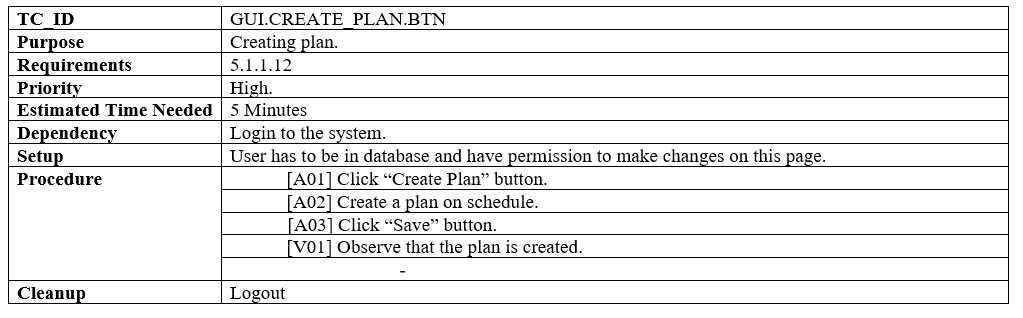 TC_ID GUI.CREATE_PLAN.BTN
Purpose Creating plan.
Requirements 5.1.1.12
Priority High.
Estimated Time Needed 5 Minutes
Dependency Login to the system.
Setup User has to be in database and have permission to make changes on this page.
Procedure [A01] Click “Create Plan” button.
[A02] Create a plan on schedule.
[A03] Click “Save” button.
[V01] Observe that the plan is created.
-
Cleanup Logout